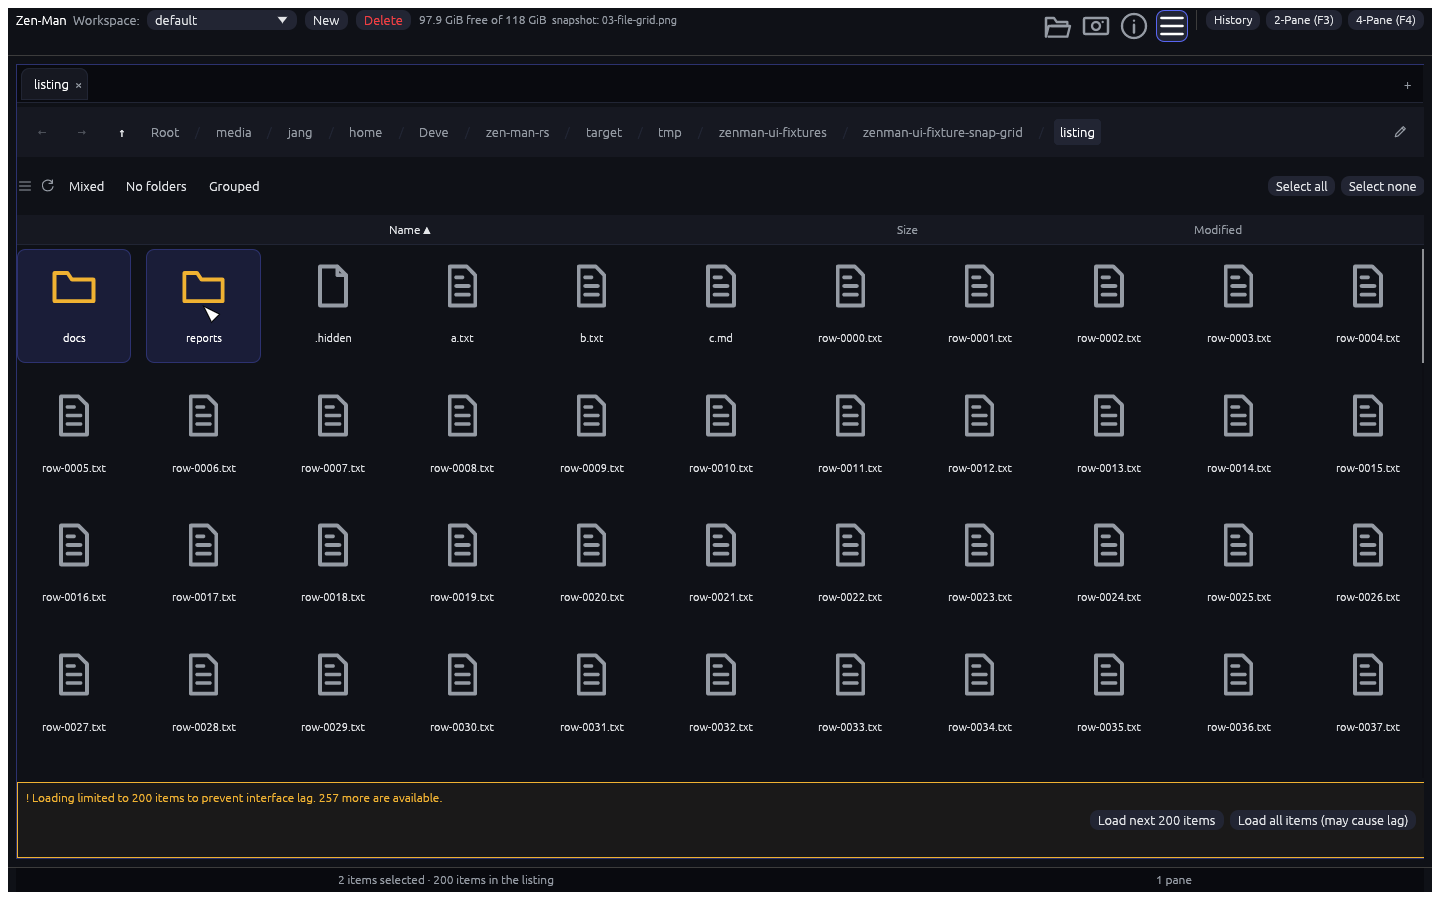 Zen-Man Workspace: default New Delete 97.9 GiB free of 118 GiB snapshot: 03-file-grid.png History 2-Pane (F3) 4-Pane (F4)
listing × +
← → ↑ Root / media / jang / home / Deve / zen-man-rs / target / tmp / zenman-ui-fixtures / zenman-ui-fixture-snap-grid / listing
Mixed No folders Grouped Select all Select none
Name ▲ Size Modified
docs reports .hidden a.txt b.txt c.md row-0000.txt row-0001.txt row-0002.txt row-0003.txt row-0004.txt
row-0005.txt row-0006.txt row-0007.txt row-0008.txt row-0009.txt row-0010.txt row-0011.txt row-0012.txt row-0013.txt row-0014.txt row-0015.txt
row-0016.txt row-0017.txt row-0018.txt row-0019.txt row-0020.txt row-0021.txt row-0022.txt row-0023.txt row-0024.txt row-0025.txt row-0026.txt
row-0027.txt row-0028.txt row-0029.txt row-0030.txt row-0031.txt row-0032.txt row-0033.txt row-0034.txt row-0035.txt row-0036.txt row-0037.txt
! Loading limited to 200 items to prevent interface lag. 257 more are available.
Load next 200 items Load all items (may cause lag)
2 items selected · 200 items in the listing 1 pane